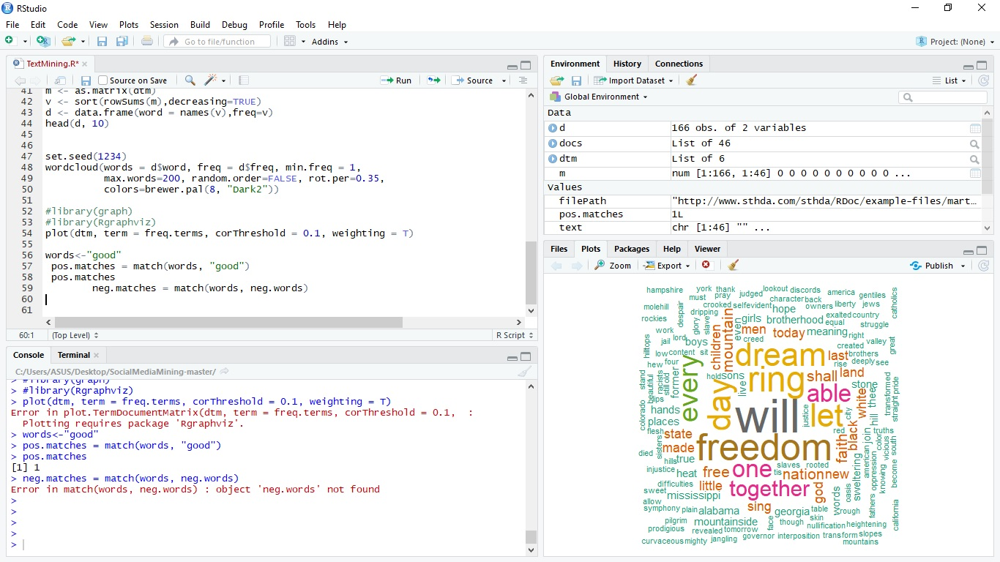 RStudio
File Edit Code View Plots Session Build Debug Profile Tools Help
Go to file/function Addins Project: (None)
TextMining.R*
Source on Save Run Source
41 m <- as.matrix(dtm)
42 v <- sort(rowSums(m),decreasing=TRUE)
43 d <- data.frame(word = names(v),freq=v)
44 head(d, 10)
45
46
47 set.seed(1234)
48 wordcloud(words = d$word, freq = d$freq, min.freq = 1,
49 max.words=200, random.order=FALSE, rot.per=0.35,
50 colors=brewer.pal(8, "Dark2"))
51
52 #library(graph)
53 #library(Rgraphviz)
54 plot(dtm, term = freq.terms, corThreshold = 0.1, weighting = T)
55
56 words<-"good"
57 pos.matches = match(words, "good")
58 pos.matches
59 neg.matches = match(words, neg.words)
60
61
60:1 (Top Level) R Script
Console Terminal
C:/Users/ASUS/Desktop/SocialMediaMining-master/
> #library(graph)
> #library(Rgraphviz)
> plot(dtm, term = freq.terms, corThreshold = 0.1, weighting = T)
Error in plot.TermDocumentMatrix(dtm, term = freq.terms, corThreshold = 0.1, :
Plotting requires package 'Rgraphviz'.
> words<-"good"
> pos.matches = match(words, "good")
> pos.matches
[1] 1
> neg.matches = match(words, neg.words)
Error in match(words, neg.words) : object 'neg.words' not found
>
>
>
>
>
Environment History Connections
Import Dataset List
Global Environment
Data
d 166 obs. of 2 variables
docs List of 46
dtm List of 6
m num [1:166, 1:46] 0 0 0 0 0 0 0 0 0 0 ...
Values
filePath "http://www.sthda.com/sthda/RDoc/example-files/mart…
pos.matches 1L
text chr [1:46] "" ...
Files Plots Packages Help Viewer
Zoom Export Publish
hampshire york thank lookout discords america
must pray judged character back gentiles
molehill despair crooked selfevident hope owners liberty jews catholics
rockies dripping girls brotherhood exalted country
glory slave even men equal struggle
work children mountain today meaning right great
jail lord boys creed created valley
hilltops low content sit dream last brothers
hew four hold sons rise deeply see
stand beautiful racists still old former every day ring shall land
live able stone transformed straight pride
colorado lips hands will justice let city white hill thee
places red truths
flesh state freedom faith black join color vicious south
died sisters made
hills true one slaves rooted
injustice heat free tis nation new sweltering american oppression knowing become
difficulties little together god oasis
sweet mississippi words fathers california
allow sing
symphony plain alabama georgia table rough
pilgrim mountainside face though skin nullification heightening
prodigious revealed tomorrow
curvaceous mighty jangling governor interposition transform slopes
mountains